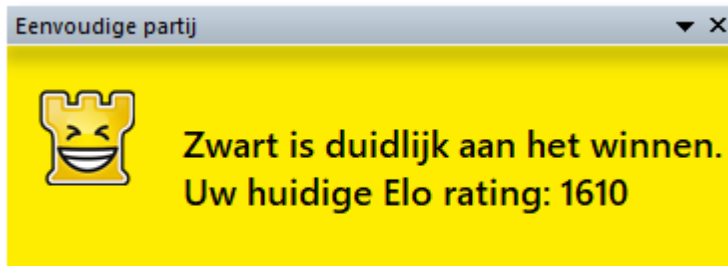 Eenvoudige partij
Zwart is duidlijk aan het winnen.
Uw huidige Elo rating: 1610